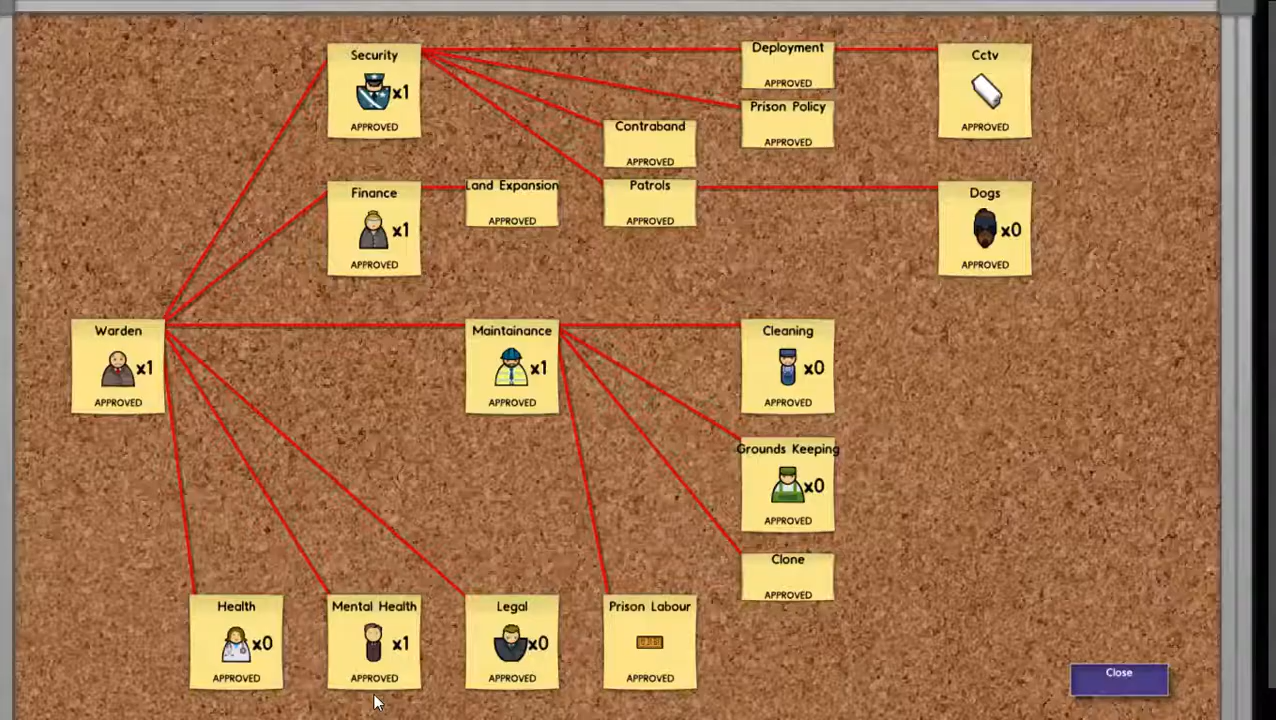 Security
x1
APPROVED
Deployment
APPROVED
Cctv
APPROVED
Prison Policy
APPROVED
Contraband
APPROVED
Finance
x1
APPROVED
Land Expansion
APPROVED
Patrols
APPROVED
Dogs
x0
APPROVED
Warden
x1
APPROVED
Maintainance
x1
APPROVED
Cleaning
x0
APPROVED
Grounds Keeping
x0
APPROVED
Clone
APPROVED
Health
x0
APPROVED
Mental Health
x1
APPROVED
Legal
x0
APPROVED
Prison Labour
APPROVED
Close